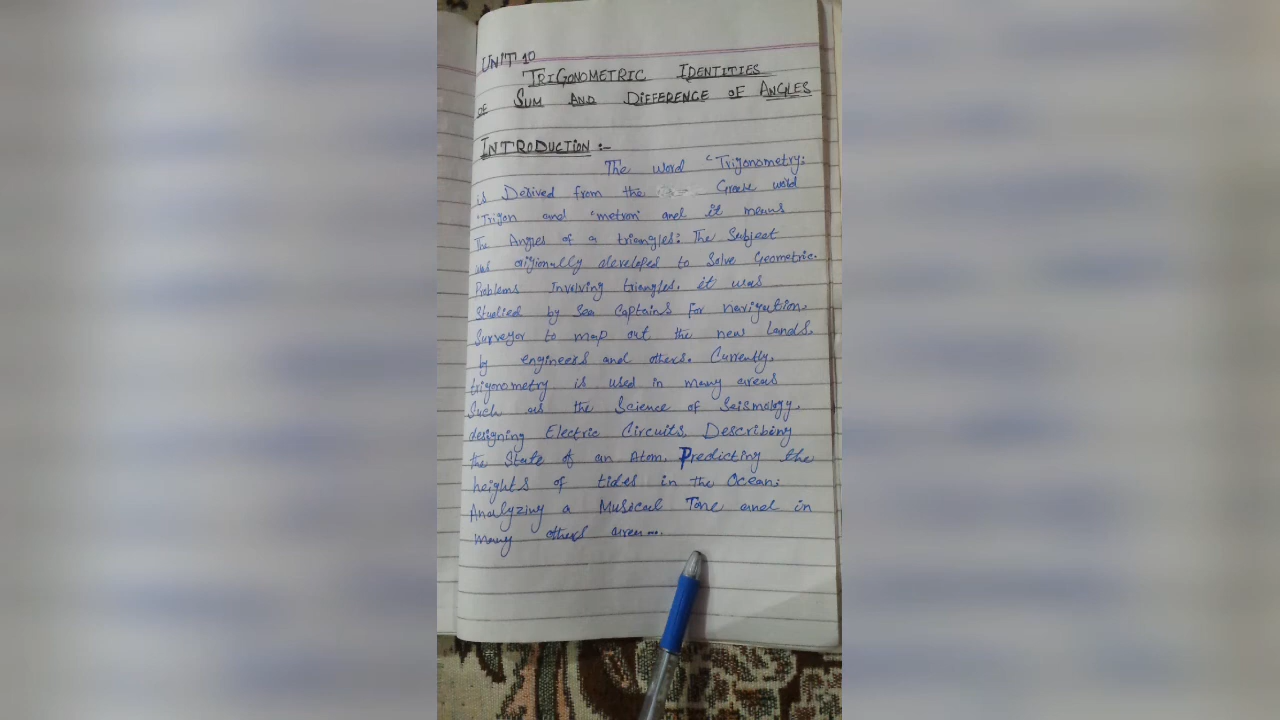 UNIT 10
TRIGONOMETRIC IDENTITIES
OF SUM AND DIFFERENCE OF ANGLES
INTRODUCTION :-
The word "Trigonometry:
is Derived from the Greek word
"Trigon and 'metron' and it means
The Angles of a triangles: The Subject
was origionally developed to Solve Geometric.
Problems Involving triangles. it was
Studied by Sea Captains For navigation.
Surveyor to map out the new Lands,
by engineers and others. Currently,
trigonometry is used in many areas
Such as the Science of Seismology,
designing Electric Circuits, Describing
the State of an Atom, Predicting the
heights of tides in the Ocean;
Analyzing a Musical Tone and in
many others area...